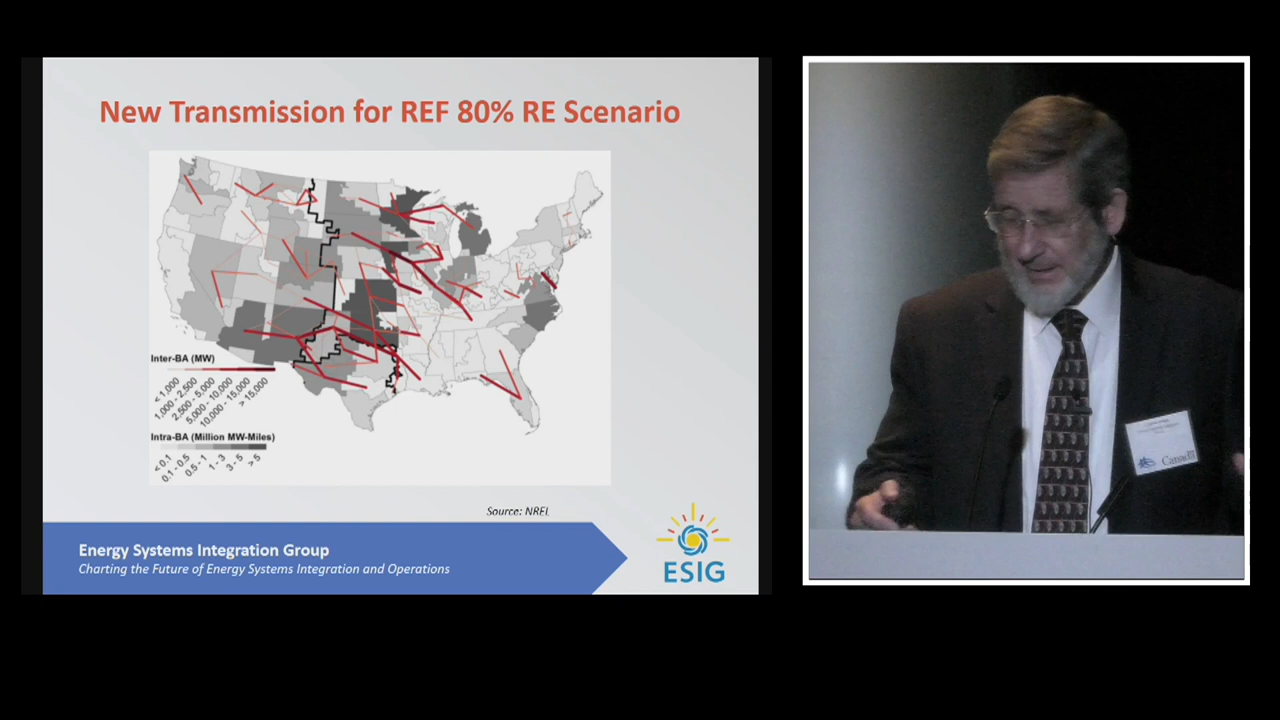 New Transmission for REF 80% RE Scenario
Inter-BA (MW)
< 1,000
1,000 - 2,500
2,500 - 5,000
5,000 - 10,000
10,000 - 15,000
> 15,000
Intra-BA (Million MW-Miles)
< 0.1
0.1 - 0.5
0.5 - 1
1 - 3
3 - 5
> 5
Source: NREL
Energy Systems Integration Group
Charting the Future of Energy Systems Integration and Operations
ESIG
Canada